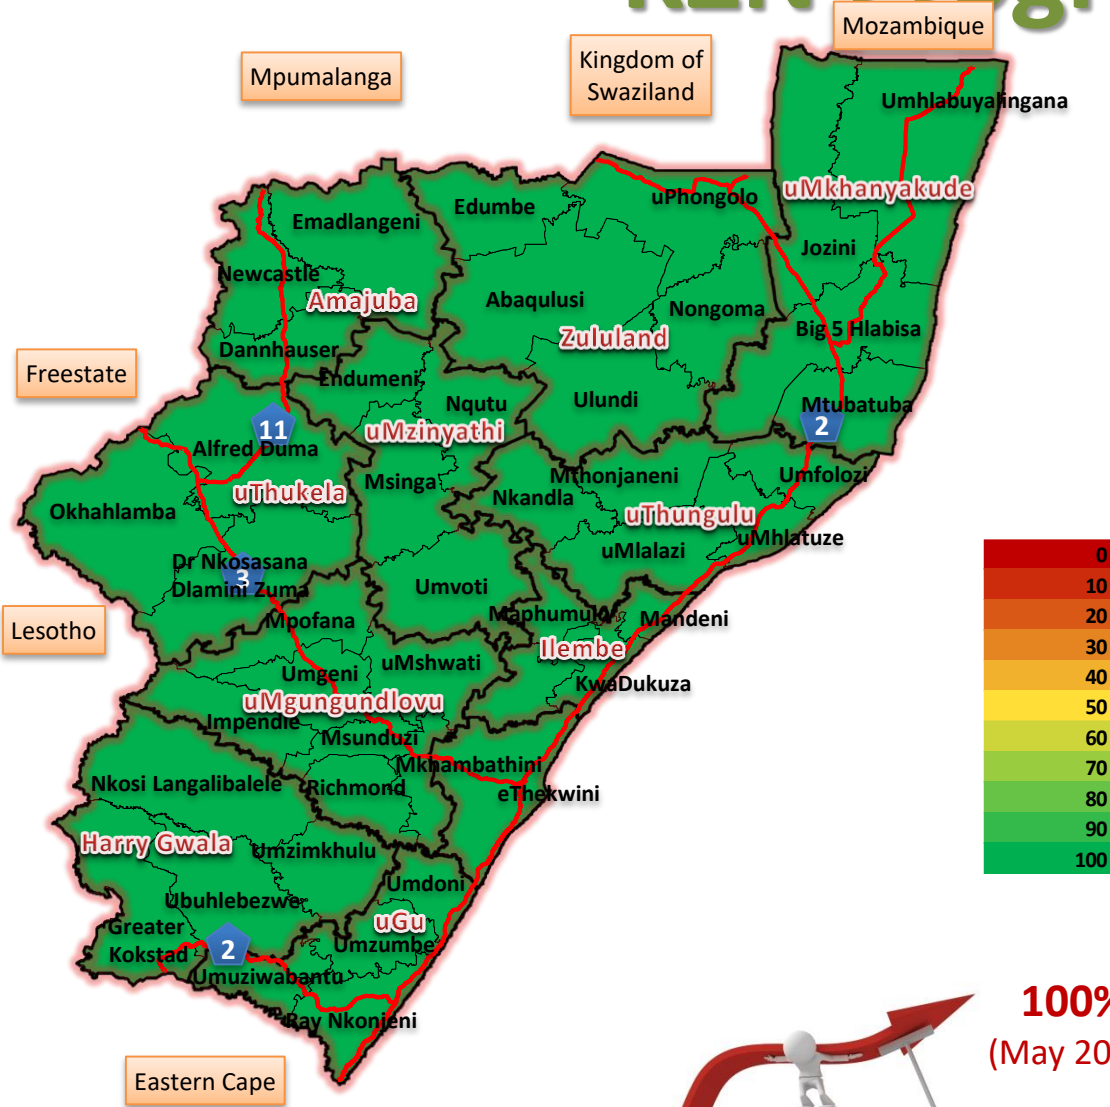 Mozambique
Mpumalanga
Kingdom of
Swaziland
Umhlabuyalingana
uMkhanyakude
uPhongolo
Edumbe
Emadlangeni
Jozini
Newcastle
Amajuba
Abaqulusi
Nongoma
Big 5 Hlabisa
Zululand
Dannhauser
Freestate
Endumeni
Nqutu
Ulundi
Mtubatuba
2
11
uMzinyathi
Alfred Duma
Msinga
Mthonjaneni
Umfolozi
uThukela
Nkandla
Okhahlamba
uThungulu
uMhlatuze
uMlalazi
Dr Nkosasana
Dlamini Zuma
3
Umvoti
Maphumulo
Mandeni
Lesotho
Mpofana
Ilembe
uMshwati
Umgeni
KwaDukuza
uMgungundlovu
Impendle
Msunduzi
Mkhambathini
Nkosi Langalibalele
Richmond
eThekwini
Harry Gwala
Umzimkhulu
Umdoni
Ubuhlebezwe
uGu
Greater
Kokstad
2
Umzumbe
Umuziwabantu
Ray Nkonjeni
Eastern Cape
0
10
20
30
40
50
60
70
80
90
100
100%
(May 20